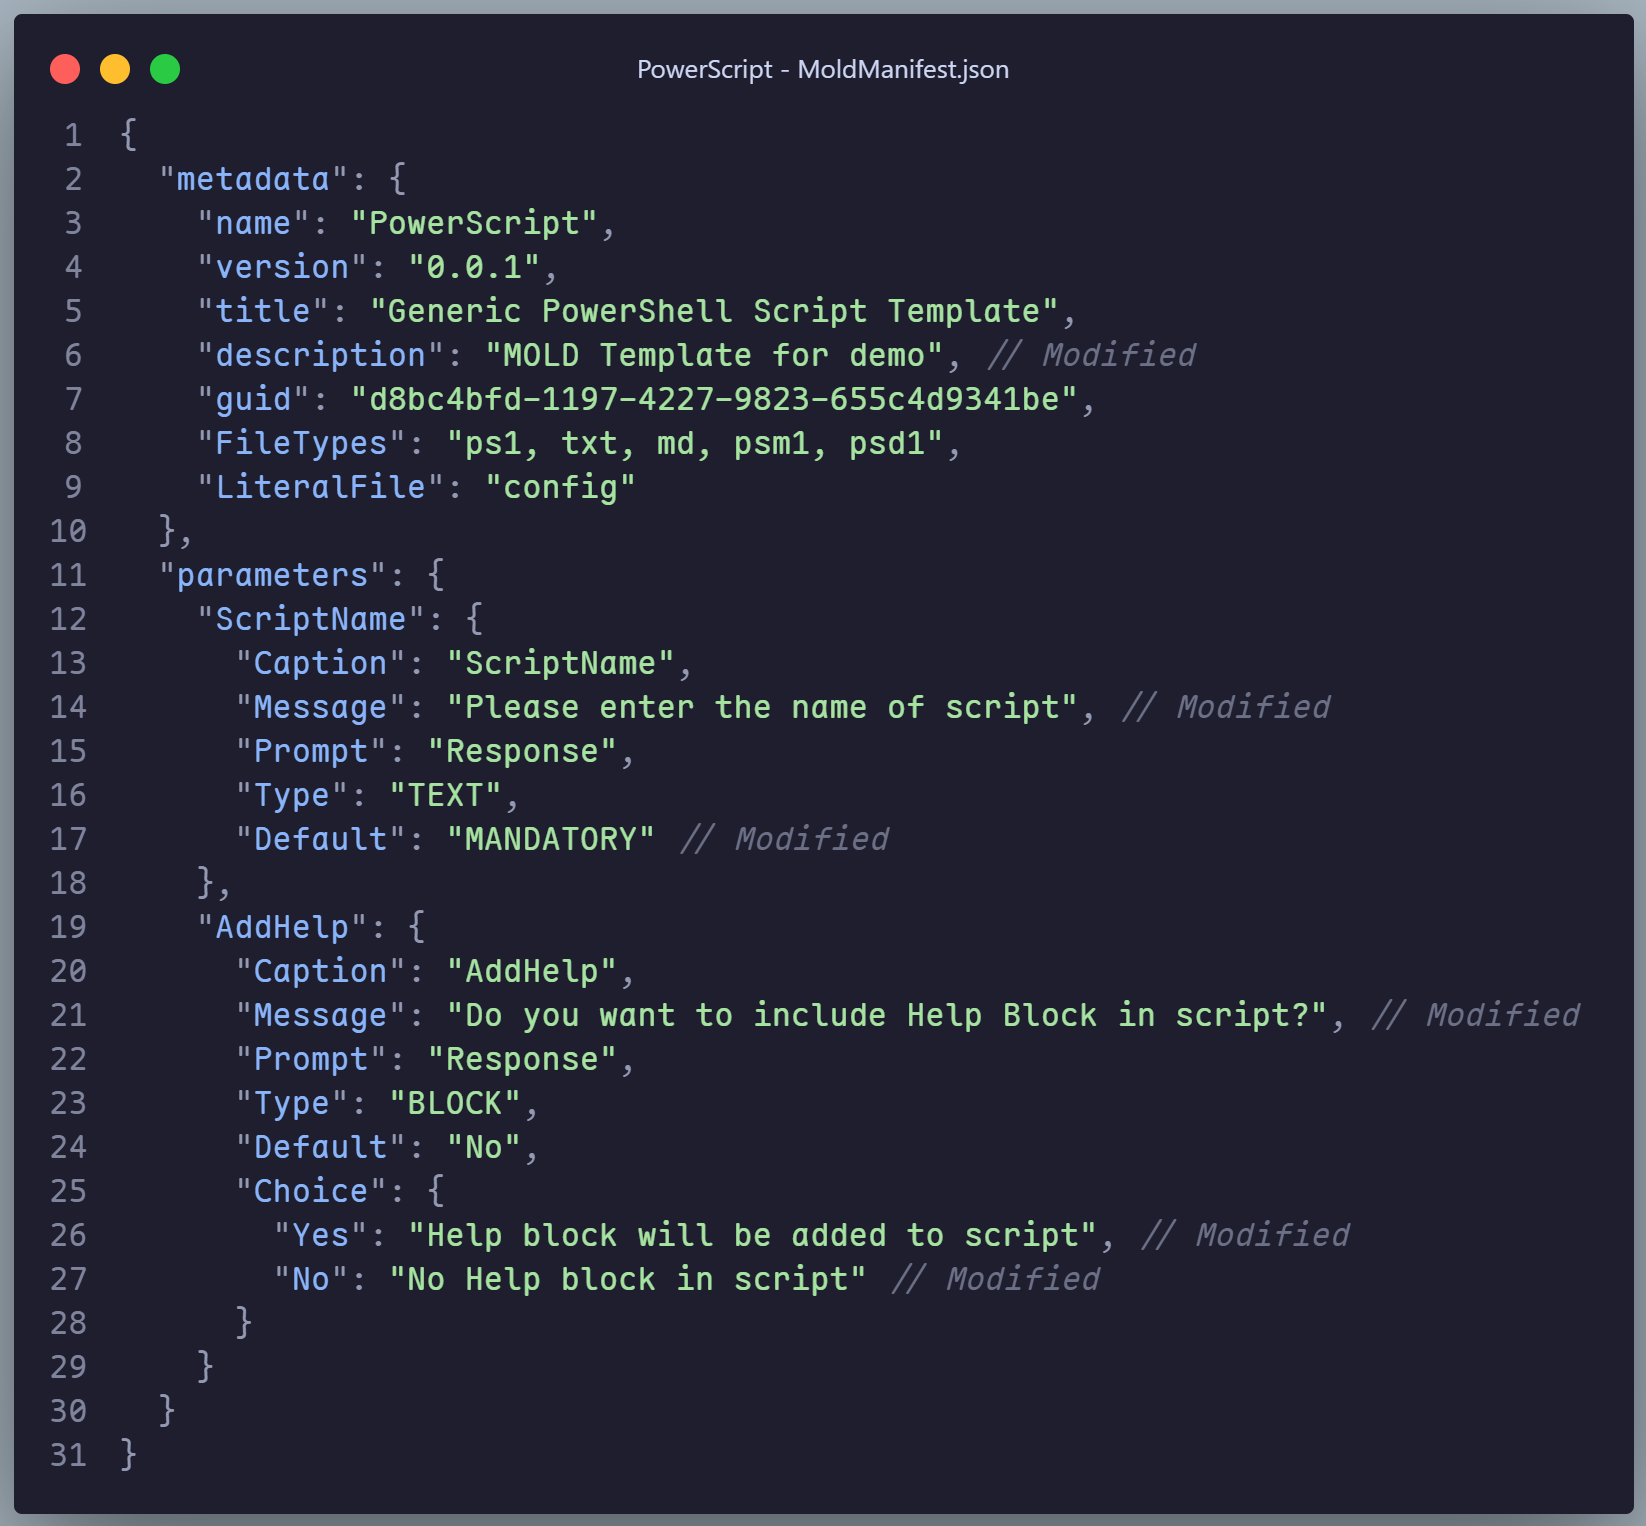 PowerScript - MoldManifest.json
1 {
2   "metadata": {
3     "name": "PowerScript",
4     "version": "0.0.1",
5     "title": "Generic PowerShell Script Template",
6     "description": "MOLD Template for demo", // Modified
7     "guid": "d8bc4bfd-1197-4227-9823-655c4d9341be",
8     "FileTypes": "ps1, txt, md, psm1, psd1",
9     "LiteralFile": "config"
10   },
11   "parameters": {
12     "ScriptName": {
13       "Caption": "ScriptName",
14       "Message": "Please enter the name of script", // Modified
15       "Prompt": "Response",
16       "Type": "TEXT",
17       "Default": "MANDATORY" // Modified
18     },
19     "AddHelp": {
20       "Caption": "AddHelp",
21       "Message": "Do you want to include Help Block in script?", // Modified
22       "Prompt": "Response",
23       "Type": "BLOCK",
24       "Default": "No",
25       "Choice": {
26         "Yes": "Help block will be added to script", // Modified
27         "No": "No Help block in script" // Modified
28       }
29     }
30   }
31 }